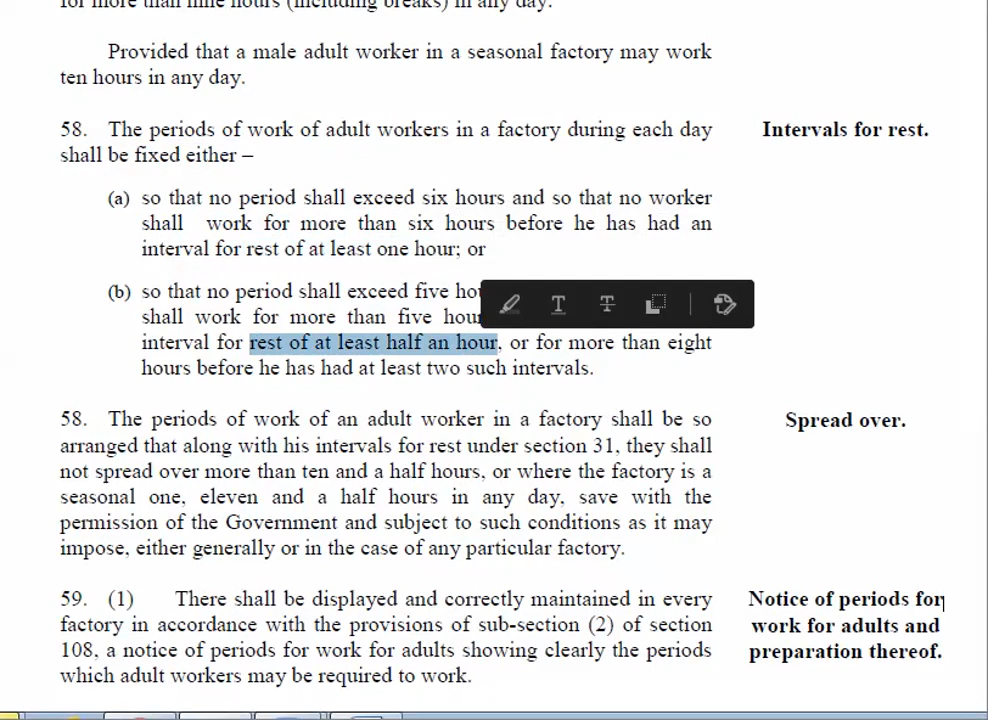 for more than nine hours (including breaks) in any day.
Provided that a male adult worker in a seasonal factory may work
ten hours in any day.
58. The periods of work of adult workers in a factory during each day
shall be fixed either –
Intervals for rest.
(a) so that no period shall exceed six hours and so that no worker
shall work for more than six hours before he has had an
interval for rest of at least one hour; or
(b) so that no period shall exceed five
shall work for more than five
interval for rest of at least half an hour, or for more than eight
hours before he has had at least two such intervals.
58. The periods of work of an adult worker in a factory shall be so
arranged that along with his intervals for rest under section 31, they shall
not spread over more than ten and a half hours, or where the factory is a
seasonal one, eleven and a half hours in any day, save with the
permission of the Government and subject to such conditions as it may
impose, either generally or in the case of any particular factory.
Spread over.
59. (1) There shall be displayed and correctly maintained in every
factory in accordance with the provisions of sub-section (2) of section
108, a notice of periods for work for adults showing clearly the periods
which adult workers may be required to work.
Notice of periods for
work for adults and
preparation thereof.